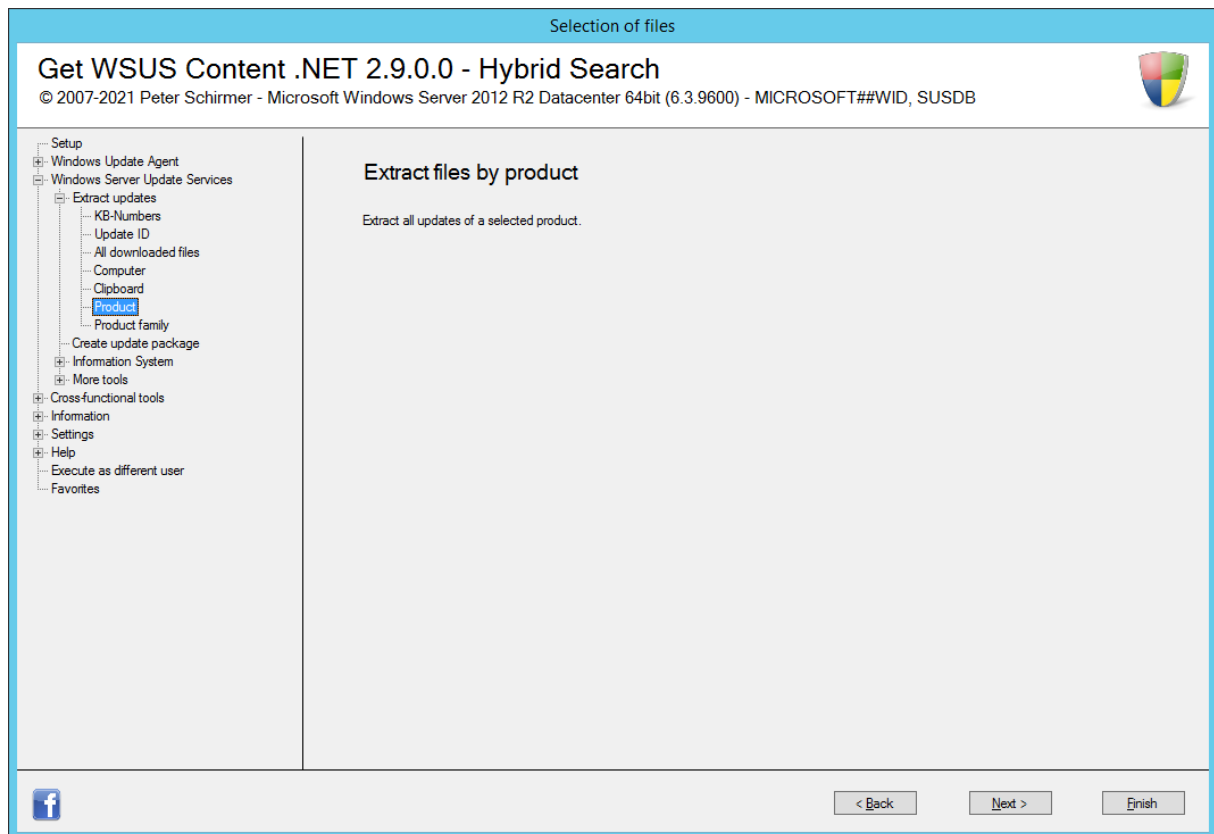 Selection of files
Get WSUS Content .NET 2.9.0.0 - Hybrid Search
© 2007-2021 Peter Schirmer - Microsoft Windows Server 2012 R2 Datacenter 64bit (6.3.9600) - MICROSOFT##WID, SUSDB
Setup
Windows Update Agent
Windows Server Update Services
Extract updates
KB-Numbers
Update ID
All downloaded files
Computer
Clipboard
Product
Product family
Create update package
Information System
More tools
Cross-functional tools
Information
Settings
Help
Execute as different user
Favorites
Extract files by product
Extract all updates of a selected product.
f
< Back
Next >
Finish